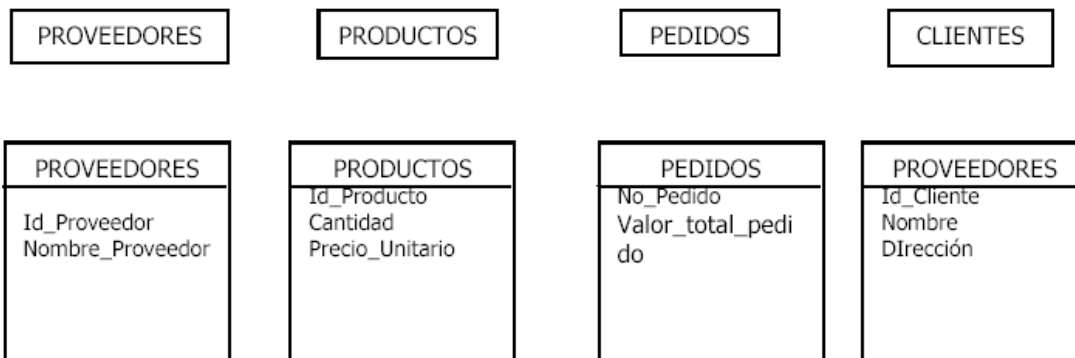 PROVEEDORES
PRODUCTOS
PEDIDOS
CLIENTES
PROVEEDORES
Id_Proveedor
Nombre_Proveedor
PRODUCTOS
Id_Producto
Cantidad
Precio_Unitario
PEDIDOS
No_Pedido
Valor_total_pedi
do
PROVEEDORES
Id_Cliente
Nombre
DIrección